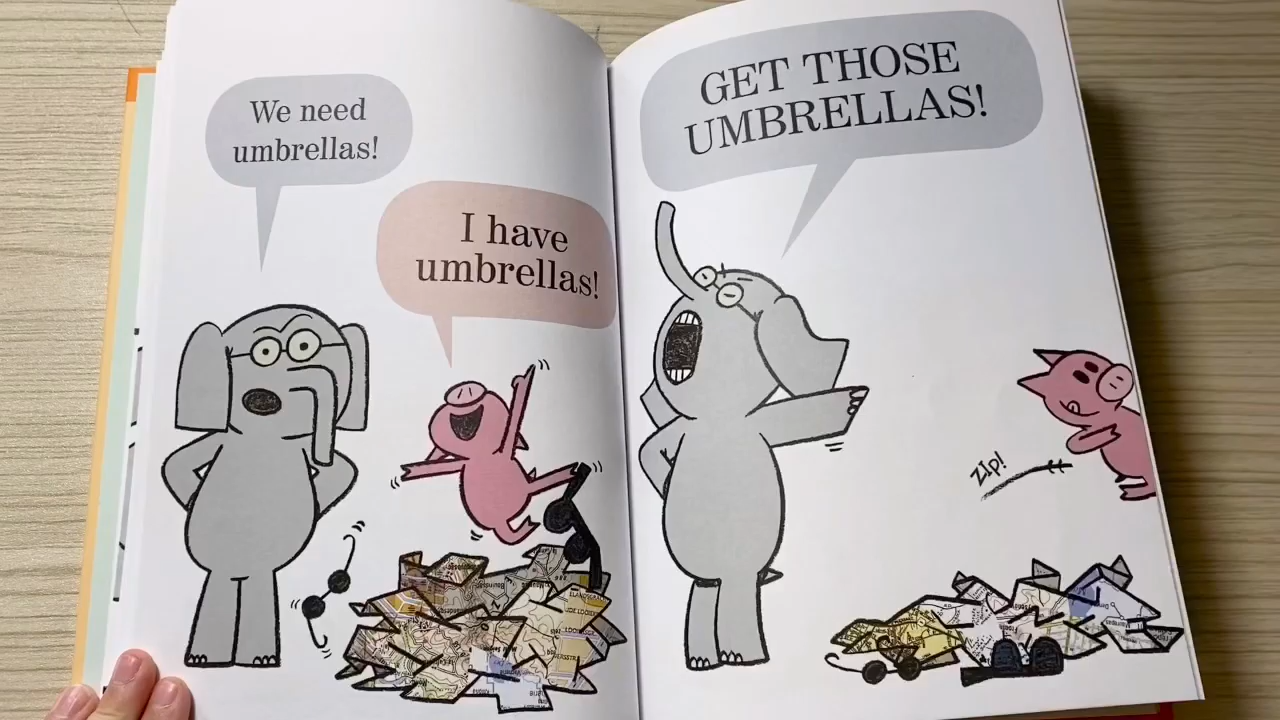 We need
umbrellas!
I have
umbrellas!
GET THOSE
UMBRELLAS!
ZIP!